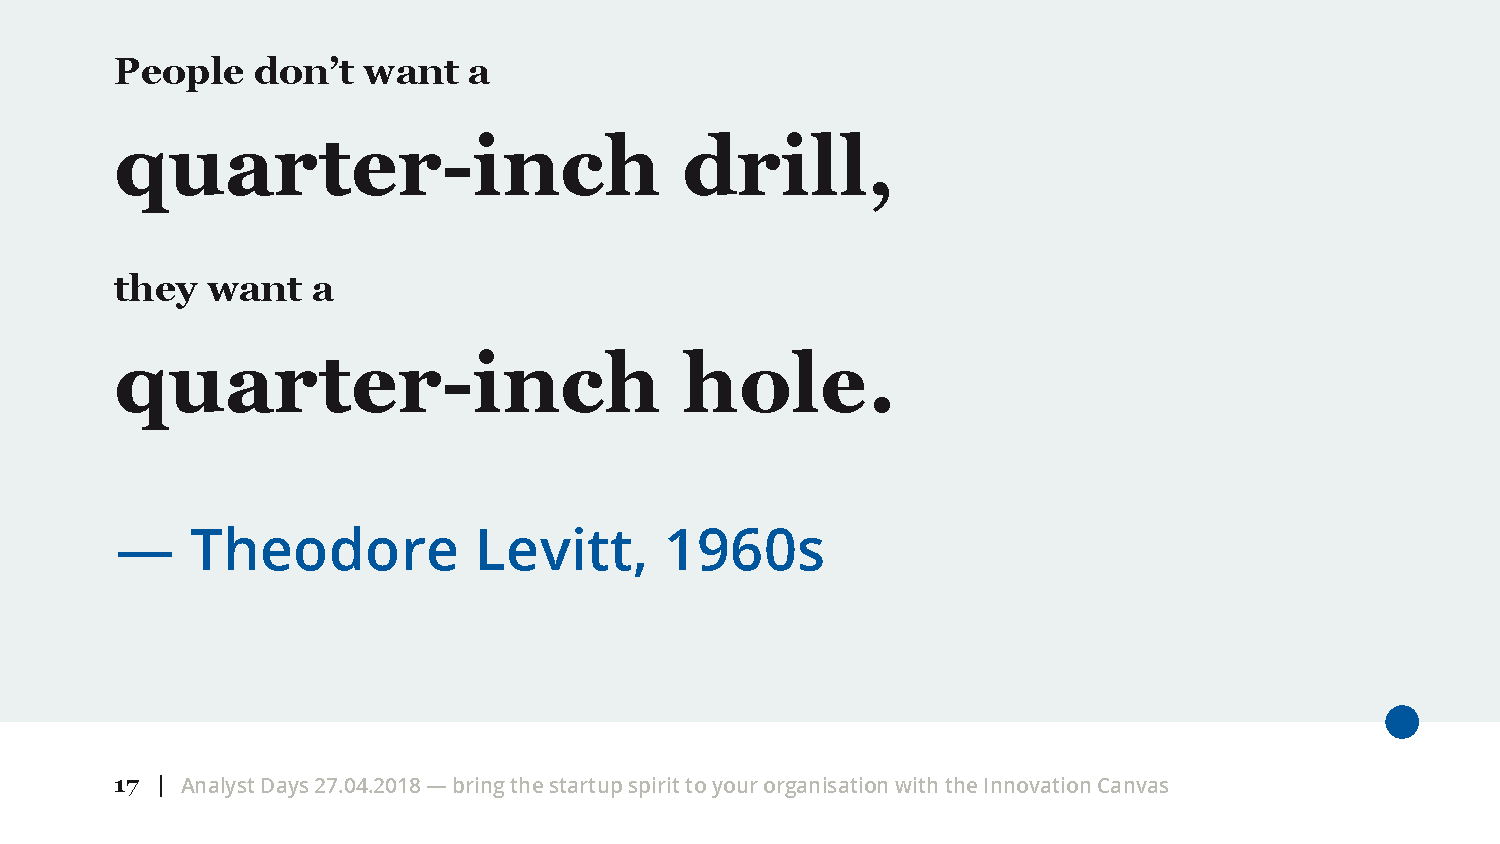 People don’t want a
quarter-inch drill,
they want a
quarter-inch hole.
— Theodore Levitt, 1960s
17 | Analyst Days 27.04.2018 — bring the startup spirit to your organisation with the Innovation Canvas